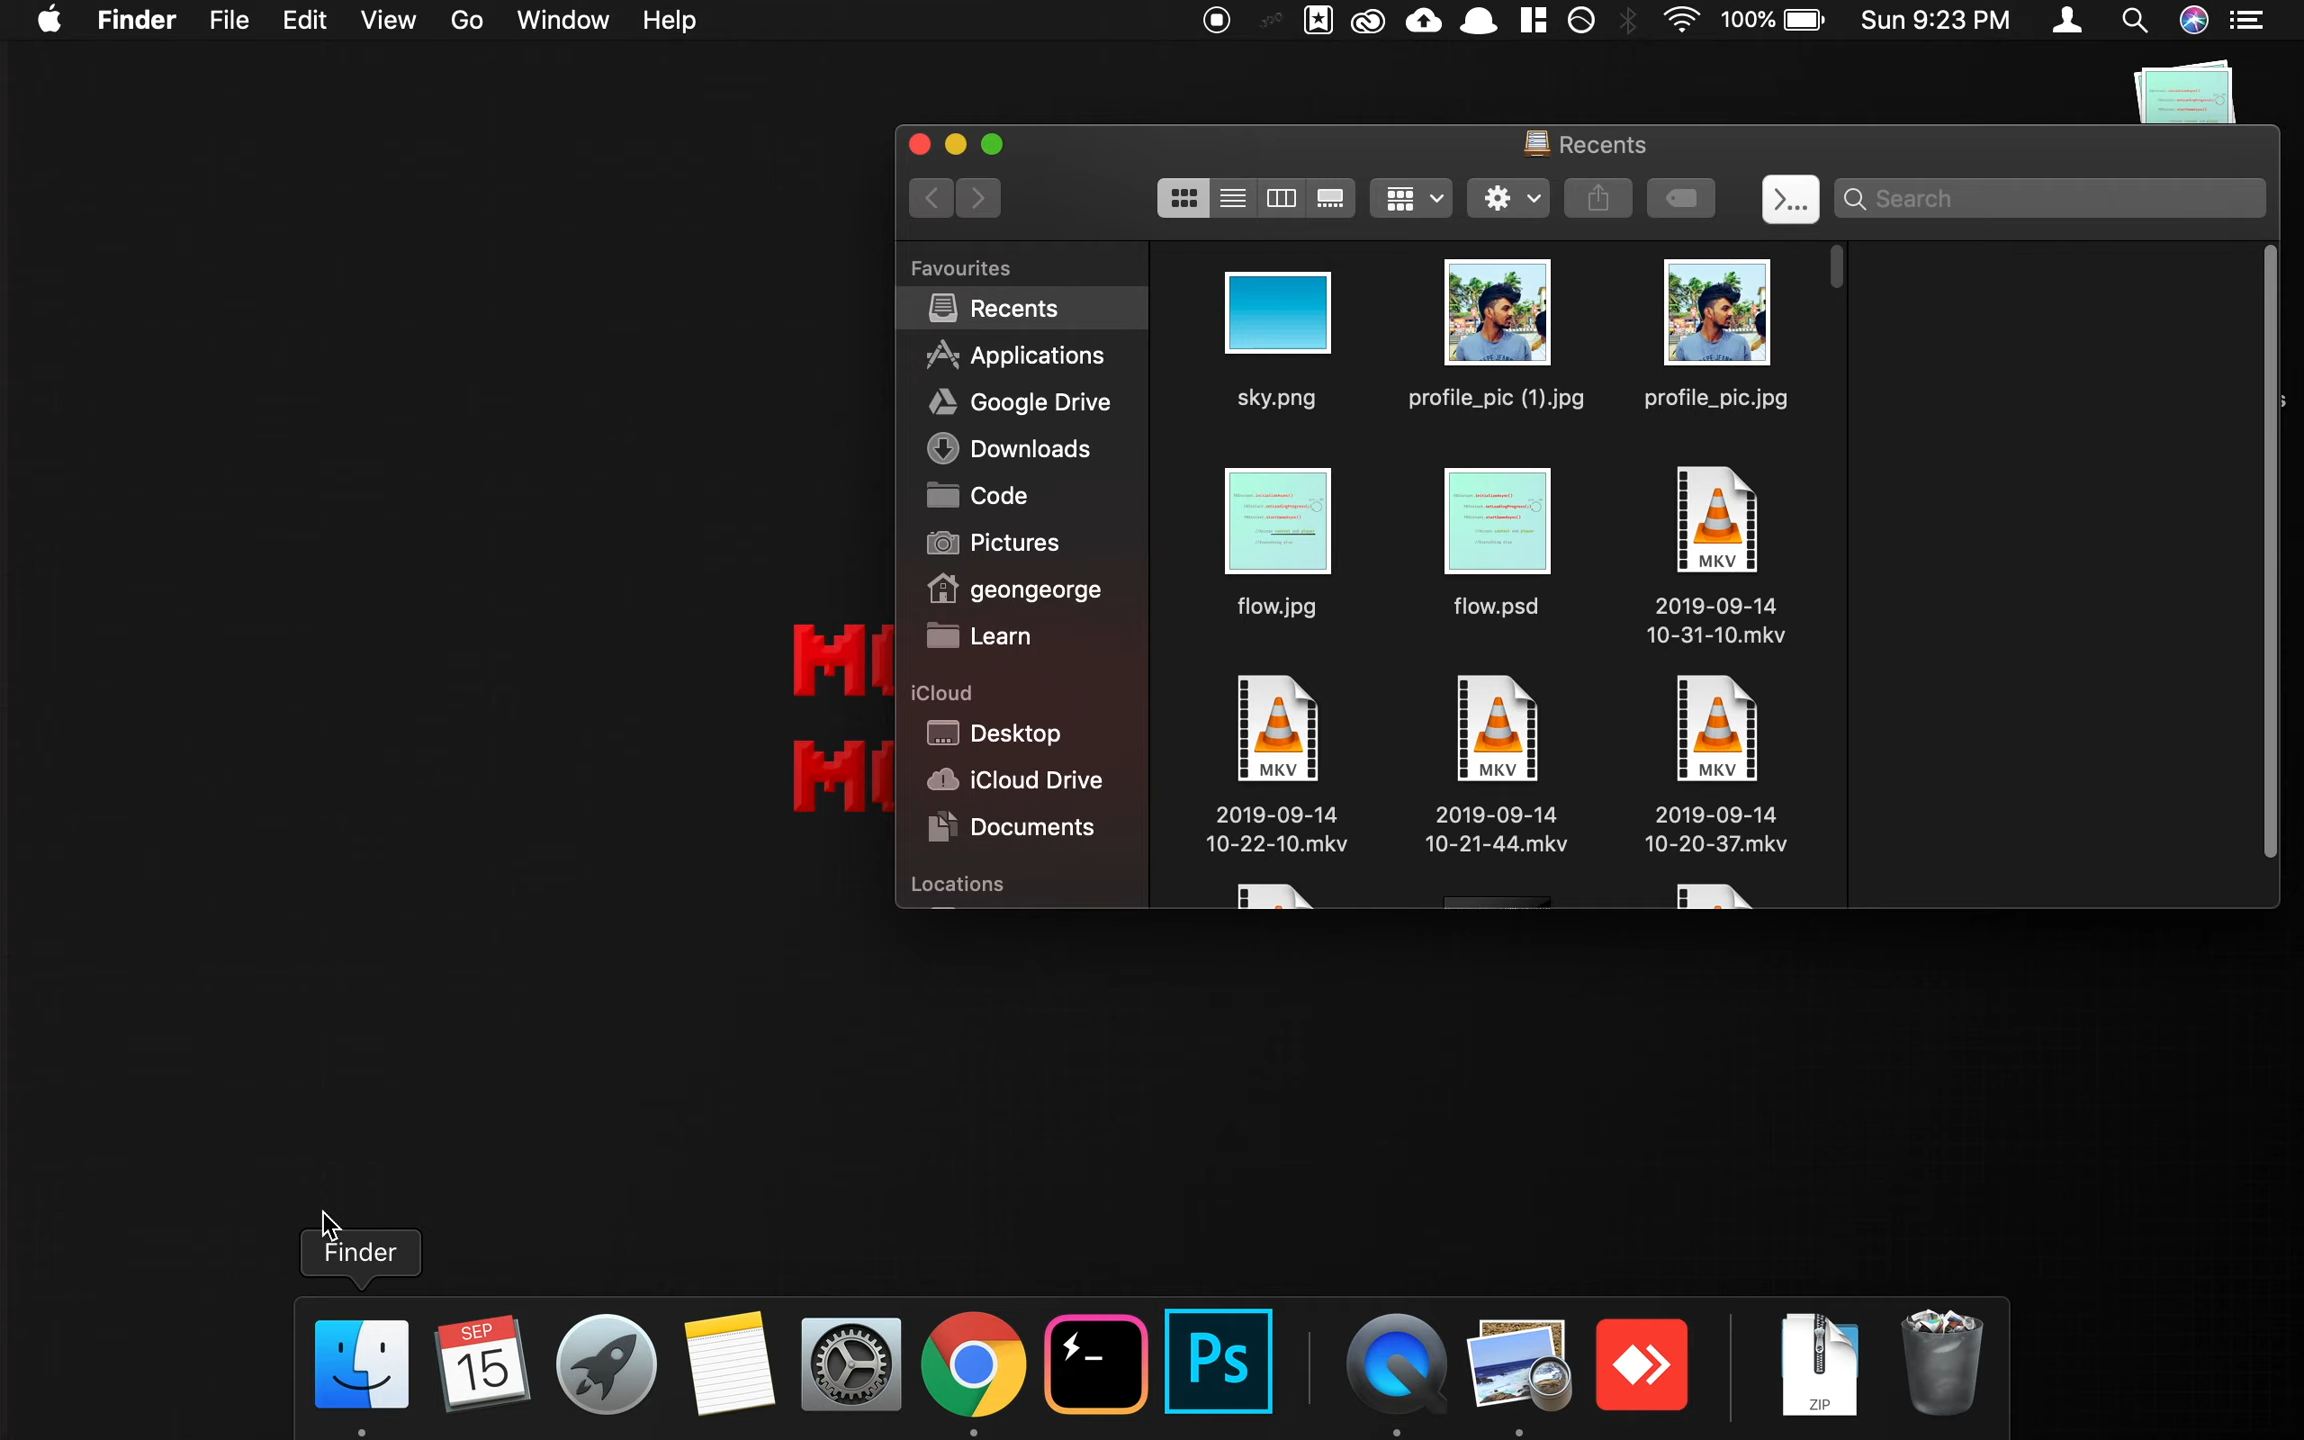 Finder File Edit View Go Window Help 100% Sun 9:23 PM
Recents
>... Search
Favourites
Recents
Applications
Google Drive
Downloads
Code
Pictures
geongeorge
Learn
iCloud
Desktop
iCloud Drive
Documents
Locations
sky.png
profile_pic (1).jpg
profile_pic.jpg
flow.jpg
flow.psd
MKV
2019-09-14
10-31-10.mkv
MKV
2019-09-14
10-22-10.mkv
MKV
2019-09-14
10-21-44.mkv
MKV
2019-09-14
10-20-37.mkv
Finder
SEP
15
Ps
ZIP